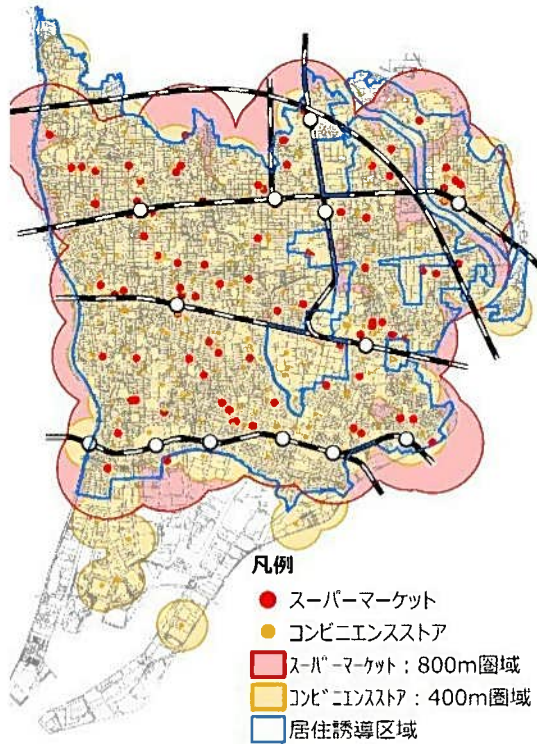 凡例
スーパーマーケット
コンビニエンスストア
スーパーマーケット：800m圏域
コンビニエンスストア：400m圏域
居住誘導区域